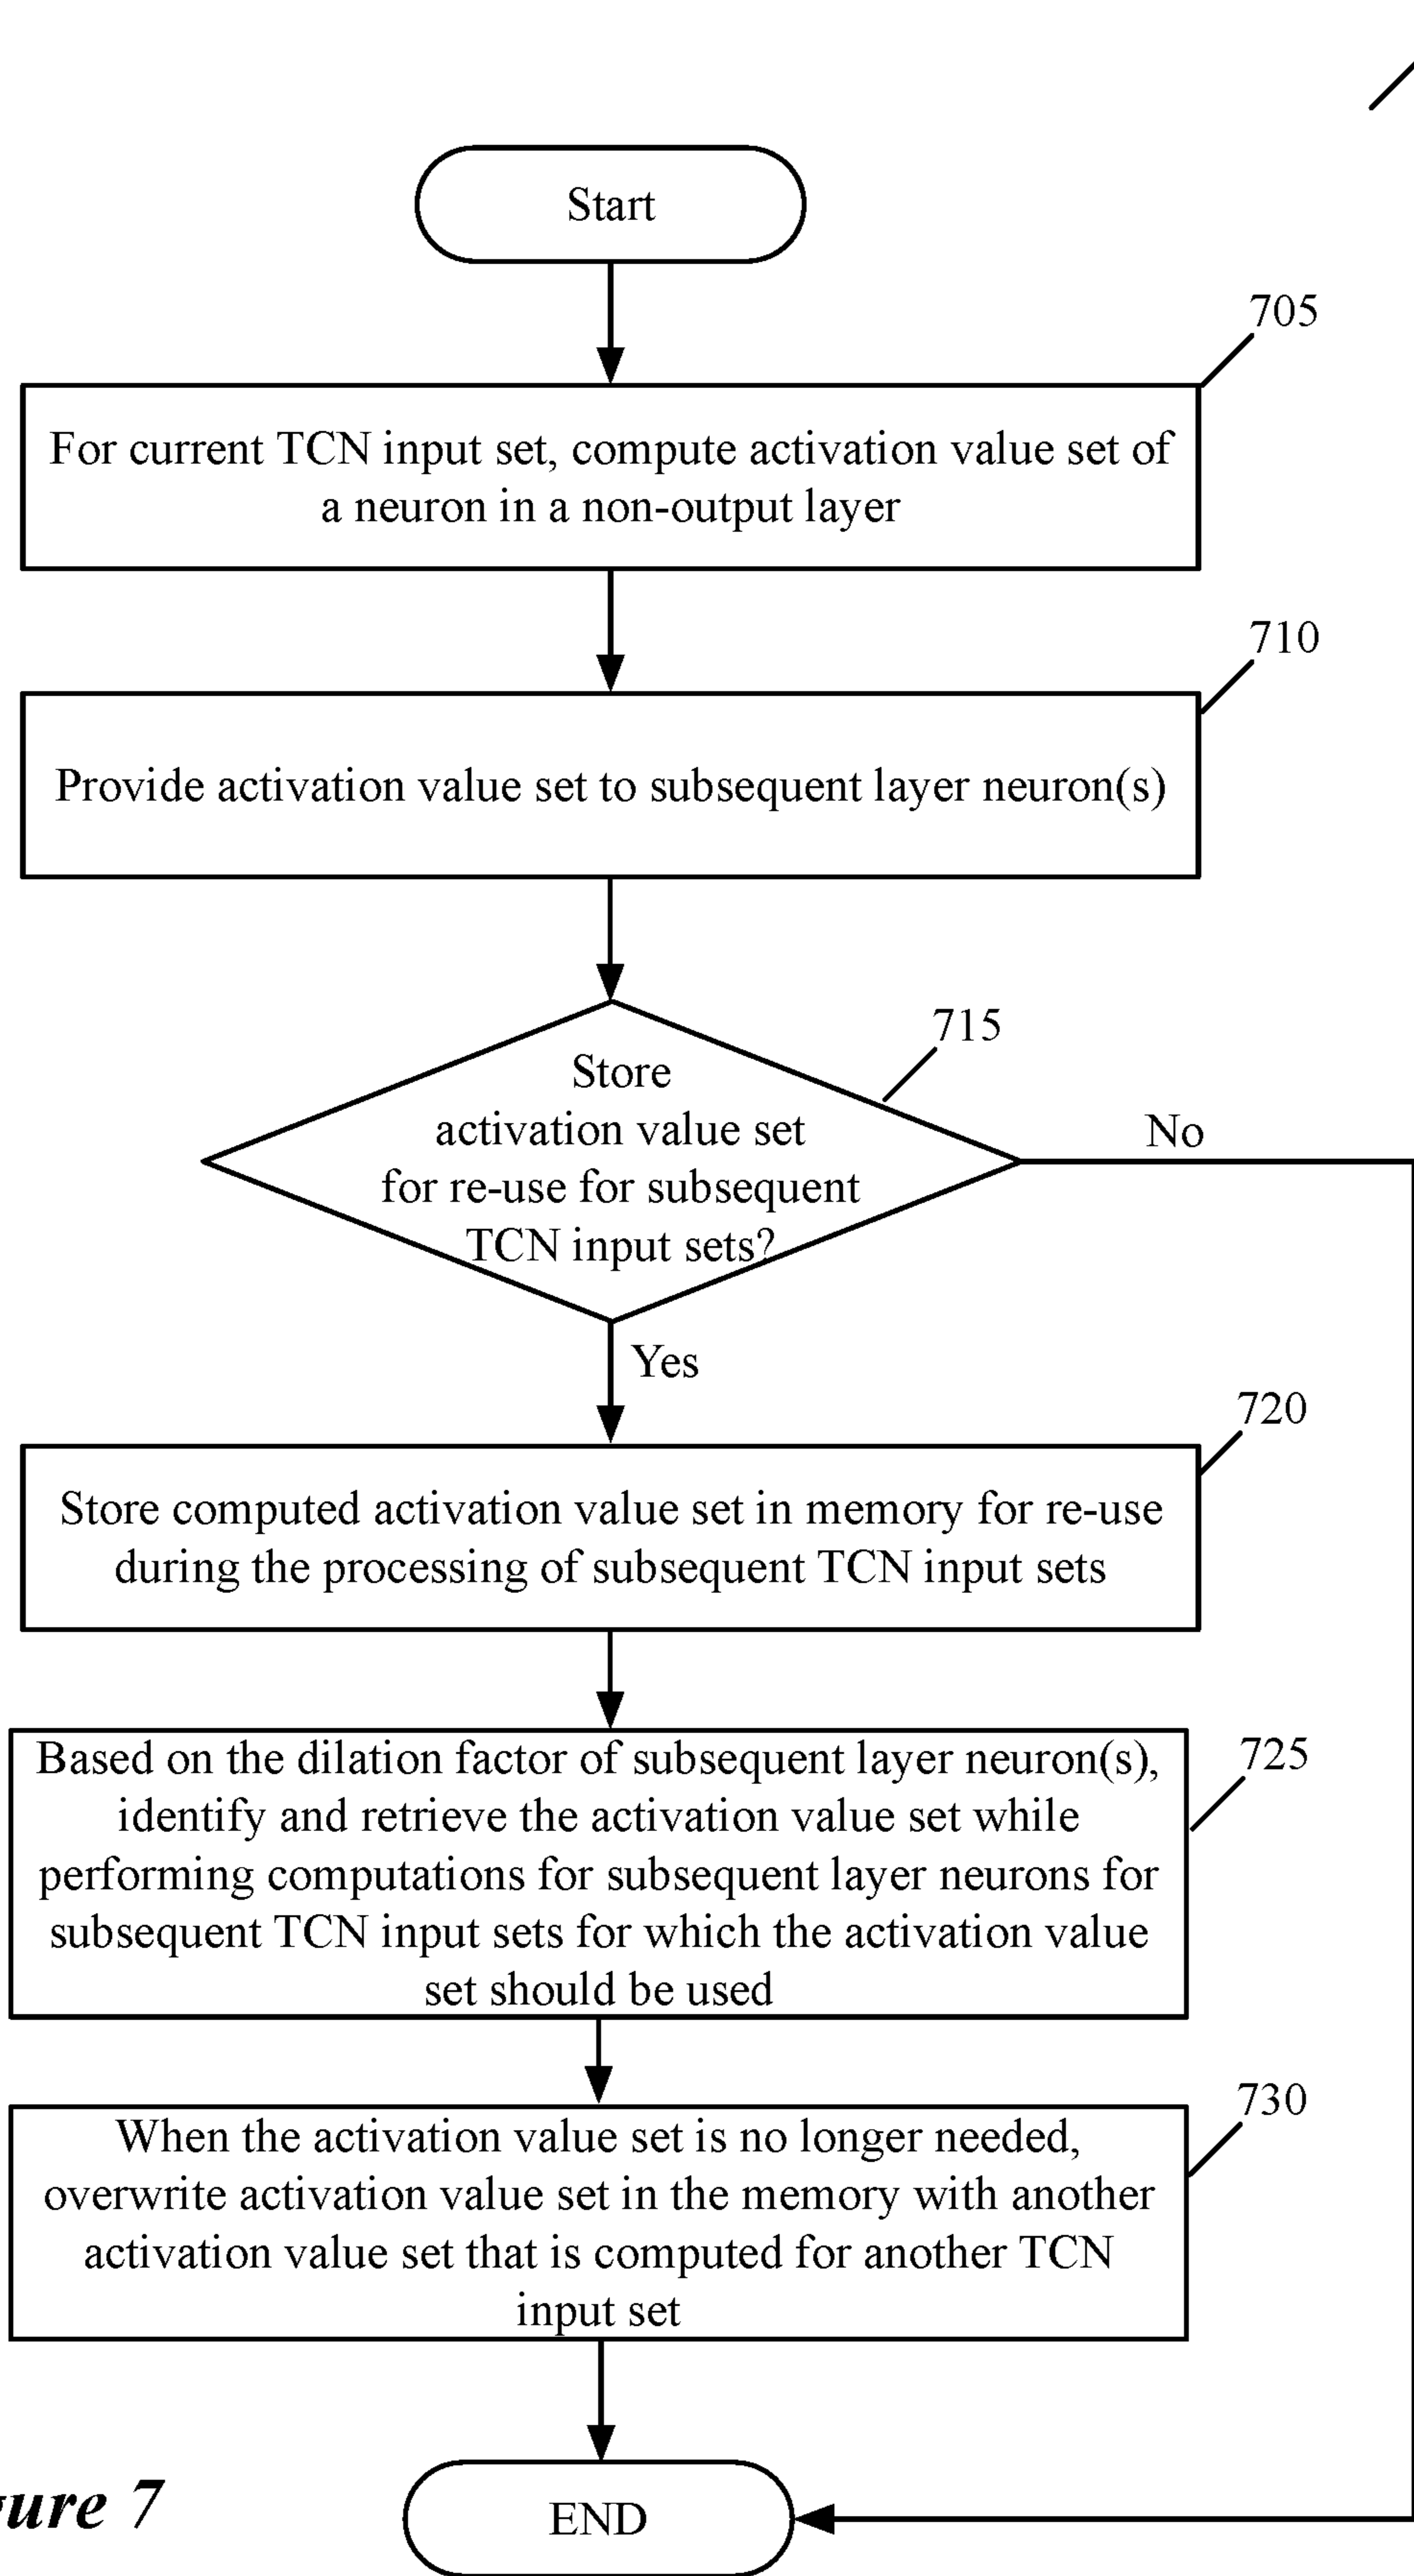 Start
705
For current TCN input set, compute activation value set of
a neuron in a non-output layer
710
Provide activation value set to subsequent layer neuron(s)
715
Store
activation value set
for re-use for subsequent
TCN input sets?
No
Yes
720
Store computed activation value set in memory for re-use
during the processing of subsequent TCN input sets
725
Based on the dilation factor of subsequent layer neuron(s),
identify and retrieve the activation value set while
performing computations for subsequent layer neurons for
subsequent TCN input sets for which the activation value
set should be used
730
When the activation value set is no longer needed,
overwrite activation value set in the memory with another
activation value set that is computed for another TCN
input set
END
gure 7